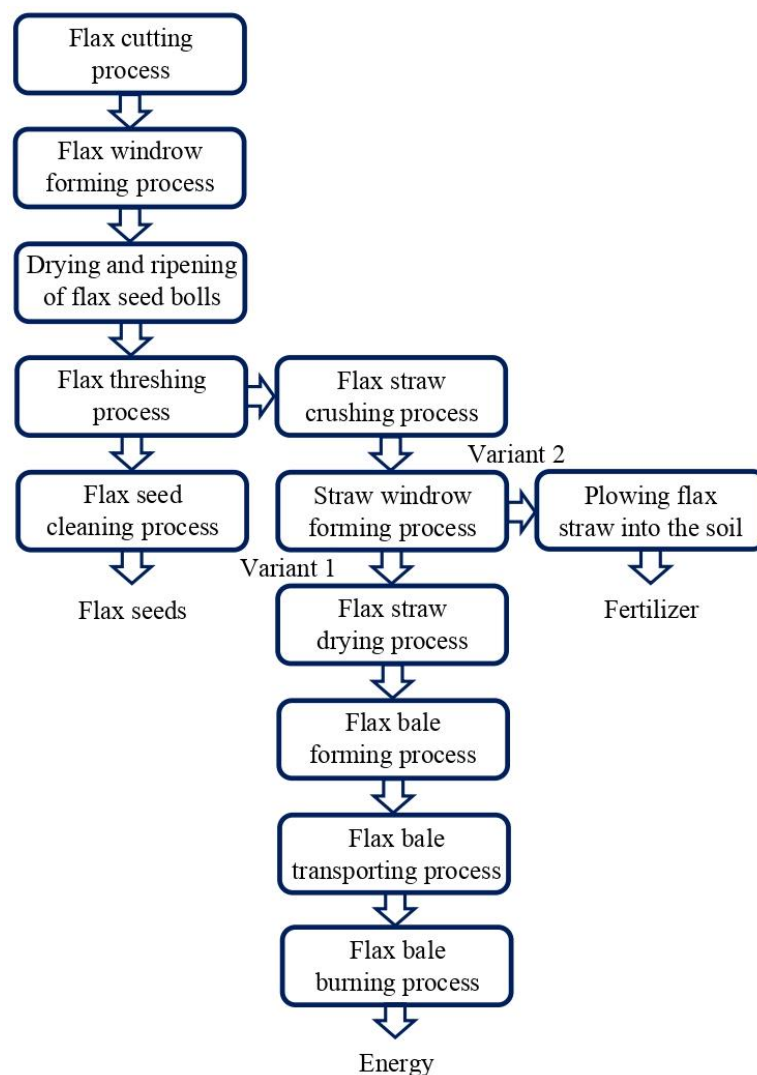 Flax cutting
process
Flax windrow
forming process
Drying and ripening
of flax seed bolls
Flax threshing
process
Flax straw
crushing process
Variant 2
Flax seed
cleaning process
Straw windrow
forming process
Plowing flax
straw into the soil
Variant 1
Flax seeds
Flax straw
drying process
Fertilizer
Flax bale
forming process
Flax bale
transporting process
Flax bale
burning process
Energy